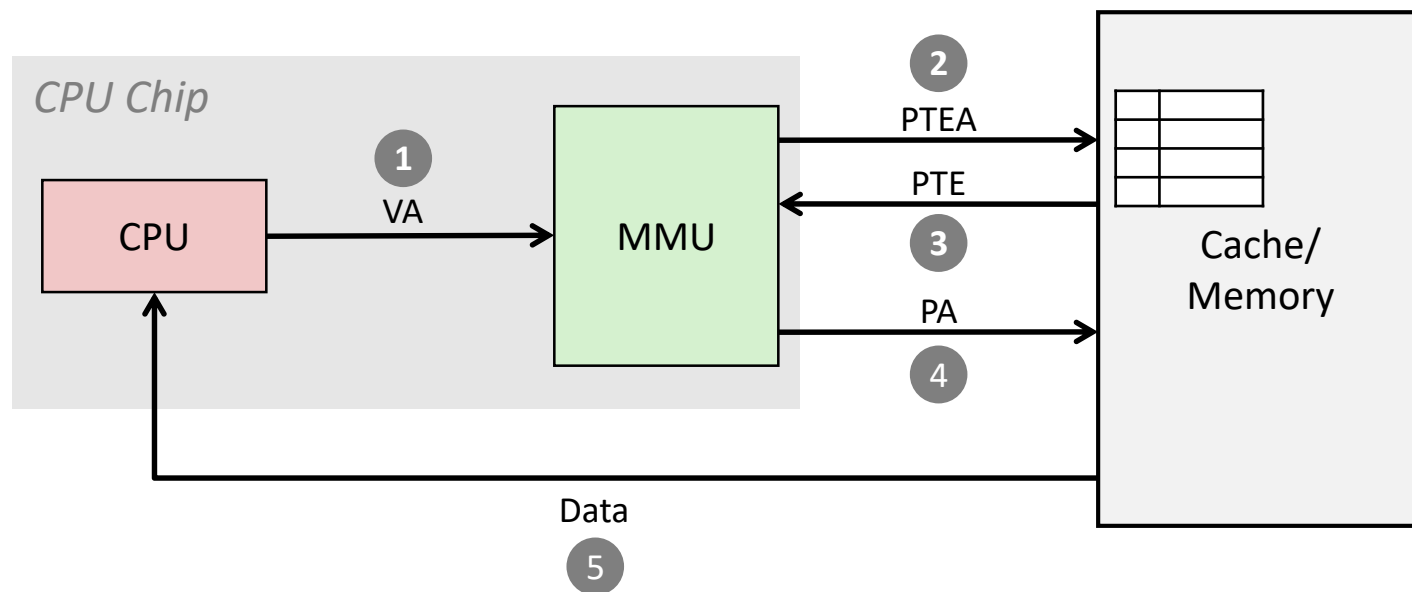 CPU Chip
2
PTEA
1
VA
CPU
MMU
PTE
3
Cache/
Memory
PA
4
Data
5